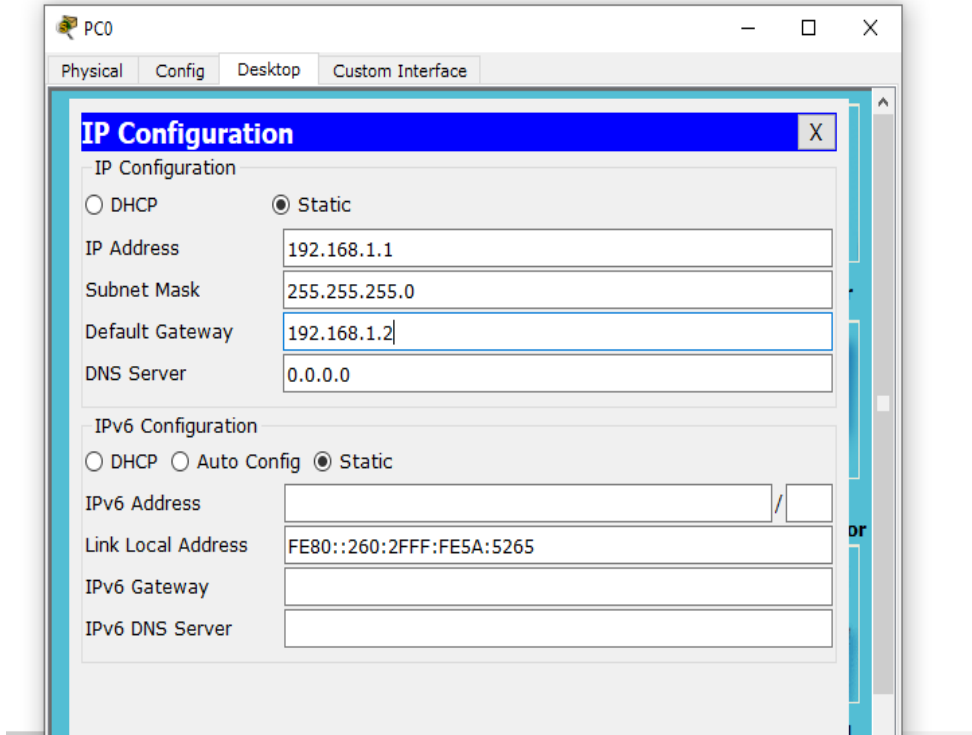 PC0
Physical Config Desktop Custom Interface
IP Configuration X
IP Configuration
DHCP Static
IP Address 192.168.1.1
Subnet Mask 255.255.255.0
Default Gateway 192.168.1.2
DNS Server 0.0.0.0
IPv6 Configuration
DHCP Auto Config Static
IPv6 Address /
Link Local Address FE80::260:2FFF:FE5A:5265
IPv6 Gateway
IPv6 DNS Server